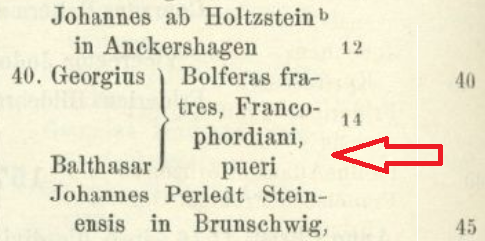 Johannes ab Holtzstein b
in Anckershagen 12
40. Georgius } Bolferas fra- 40
tres, Franco-
phordiani, 14
Balthasar pueri
Johannes Perledt Stein-
ensis in Brunschwig, 45